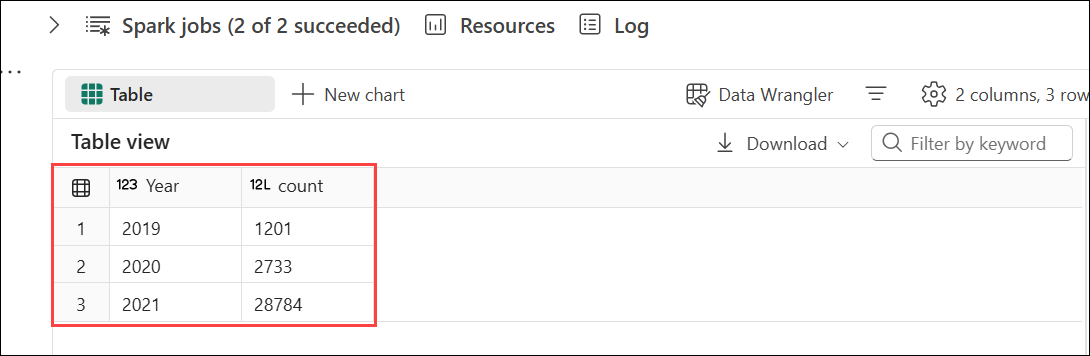 Spark jobs (2 of 2 succeeded) Resources Log
...
Table New chart Data Wrangler 2 columns, 3 row
Table view Download Filter by keyword
123 Year 12L count
1 2019 1201
2 2020 2733
3 2021 28784